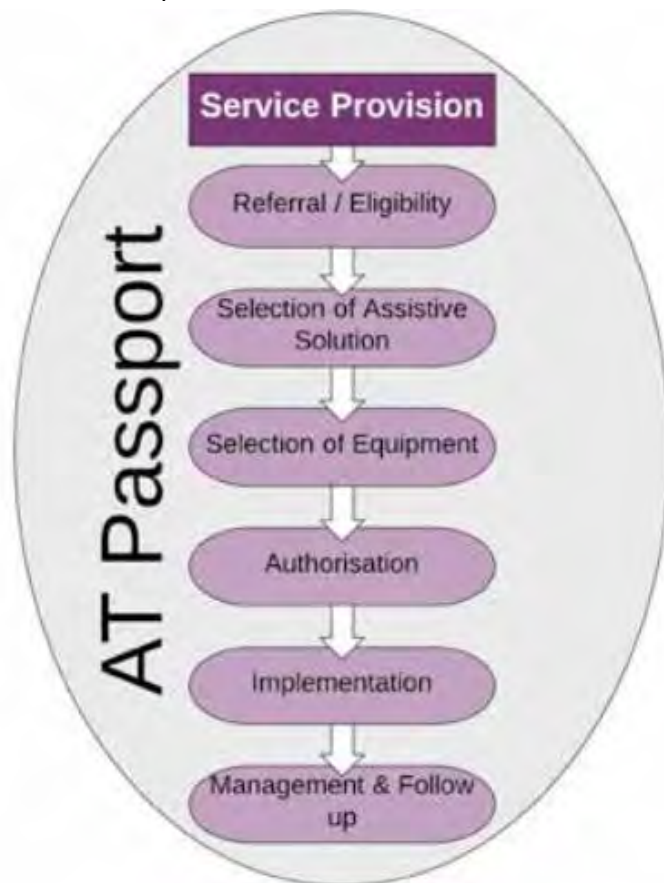 Service Provision
Referral / Eligibility
Selection of Assistive
Solution
Selection of Equipment
Authorisation
Implementation
Management & Follow
up
AT Passport